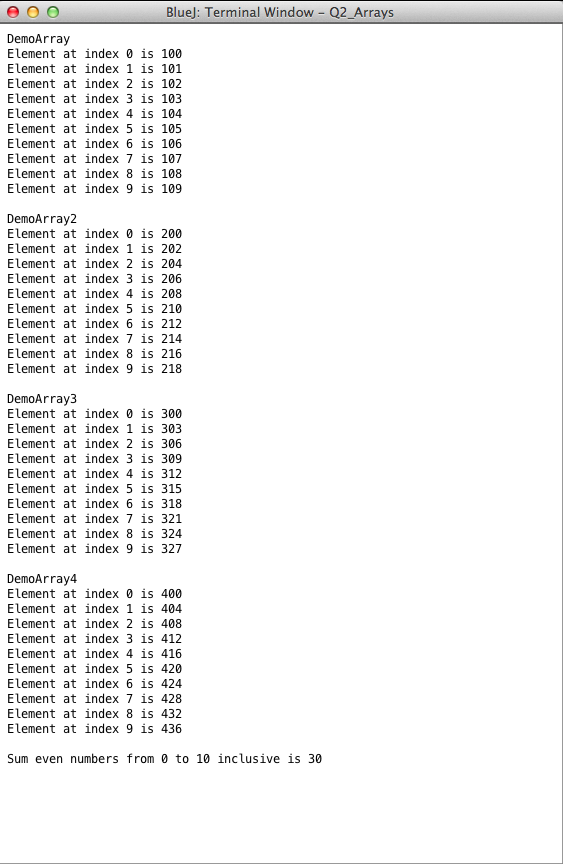 BlueJ: Terminal Window – Q2_Arrays
DemoArray
Element at index 0 is 100
Element at index 1 is 101
Element at index 2 is 102
Element at index 3 is 103
Element at index 4 is 104
Element at index 5 is 105
Element at index 6 is 106
Element at index 7 is 107
Element at index 8 is 108
Element at index 9 is 109
DemoArray2
Element at index 0 is 200
Element at index 1 is 202
Element at index 2 is 204
Element at index 3 is 206
Element at index 4 is 208
Element at index 5 is 210
Element at index 6 is 212
Element at index 7 is 214
Element at index 8 is 216
Element at index 9 is 218
DemoArray3
Element at index 0 is 300
Element at index 1 is 303
Element at index 2 is 306
Element at index 3 is 309
Element at index 4 is 312
Element at index 5 is 315
Element at index 6 is 318
Element at index 7 is 321
Element at index 8 is 324
Element at index 9 is 327
DemoArray4
Element at index 0 is 400
Element at index 1 is 404
Element at index 2 is 408
Element at index 3 is 412
Element at index 4 is 416
Element at index 5 is 420
Element at index 6 is 424
Element at index 7 is 428
Element at index 8 is 432
Element at index 9 is 436
Sum even numbers from 0 to 10 inclusive is 30